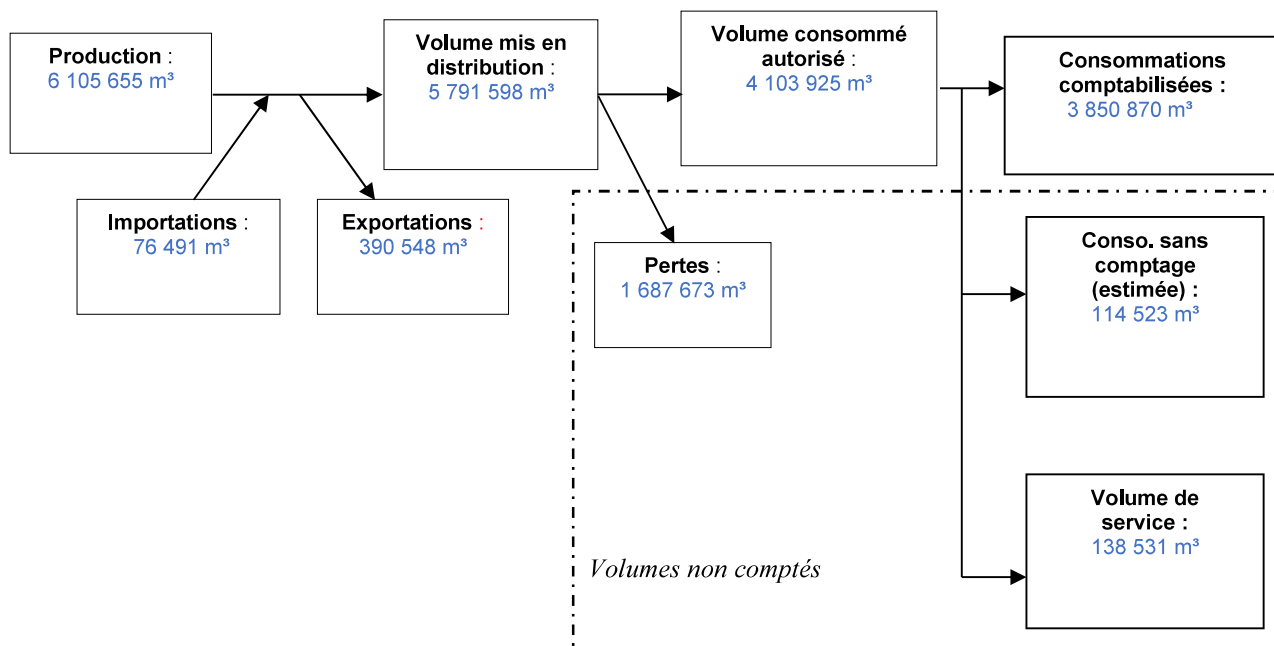 Production :
6 105 655 m³
Volume mis en
distribution :
5 791 598 m³
Volume consommé
autorisé :
4 103 925 m³
Consommations
comptabilisées :
3 850 870 m³
Importations :
76 491 m³
Exportations :
390 548 m³
Pertes :
1 687 673 m³
Conso. sans
comptage
(estimée) :
114 523 m³
Volume de
service :
138 531 m³
Volumes non comptés